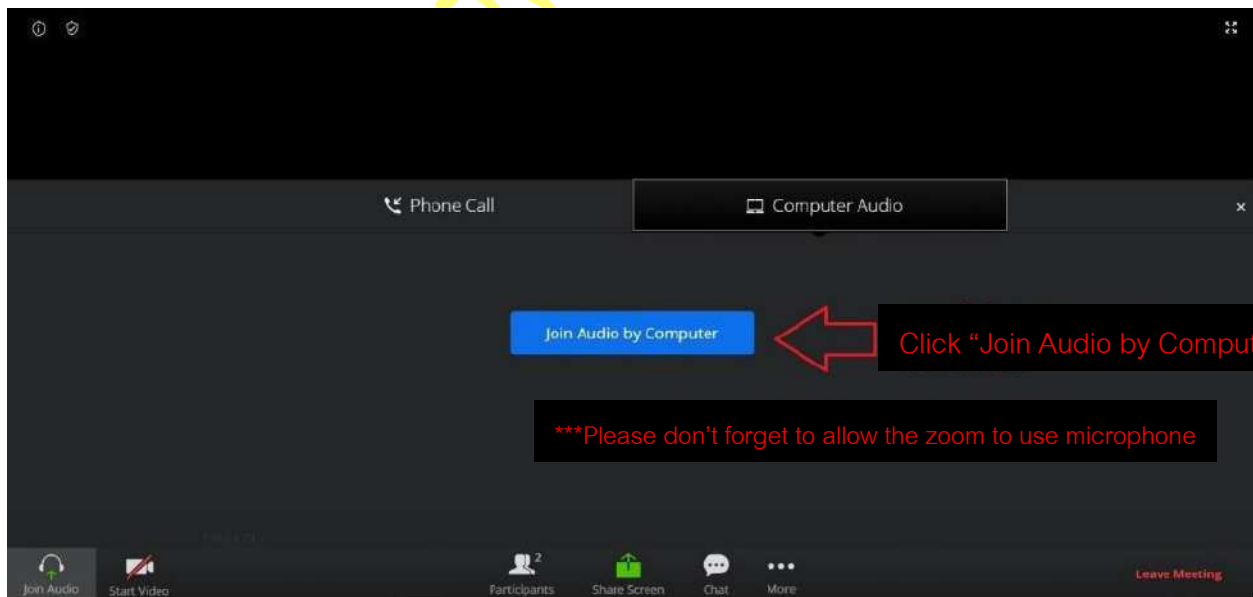 Phone Call
Computer Audio
Join Audio by Computer
Click “Join Audio by
***Please don’t forget to allow the zoom to use microphone
Join Audio
Start Video
Participants
2
Share Screen
Chat
More
Leave Meeting